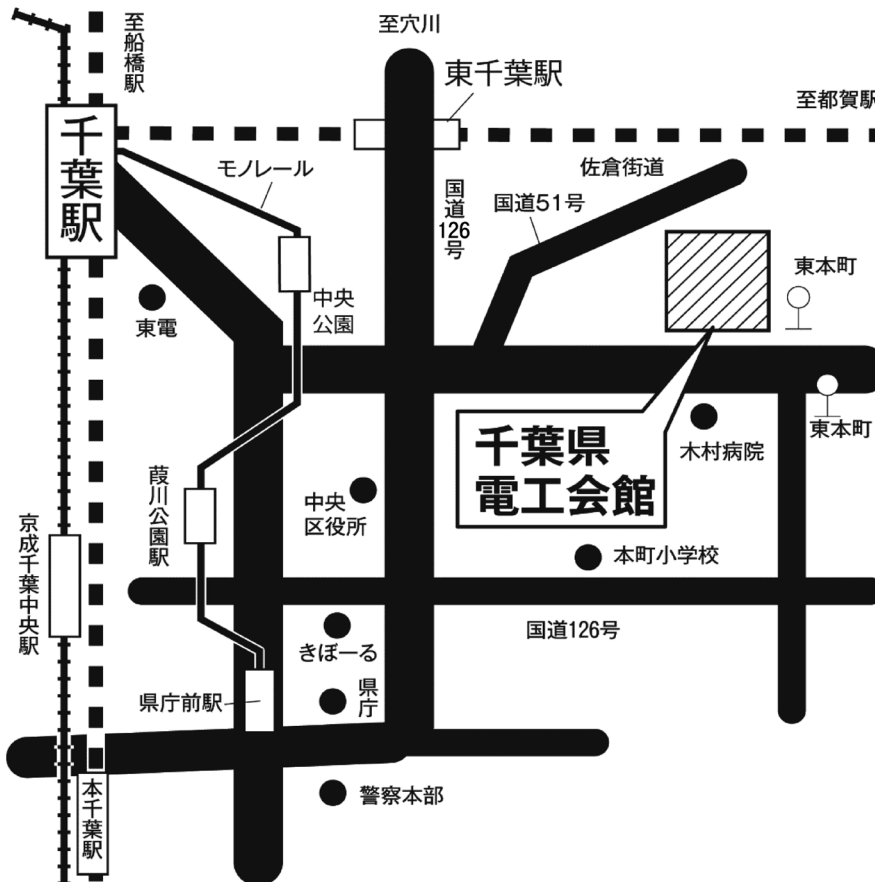 至船橋駅
至穴川
東千葉駅
至都賀駅
千葉駅
モノレール
佐倉街道
国道126号
国道51号
東本町
中央
公園
東電
東本町
木村病院
千葉県
電工会館
葭川公園駅
中央
区役所
京成千葉中央駅
本町小学校
国道126号
きぼーる
県庁
県庁前駅
本千葉駅
警察本部